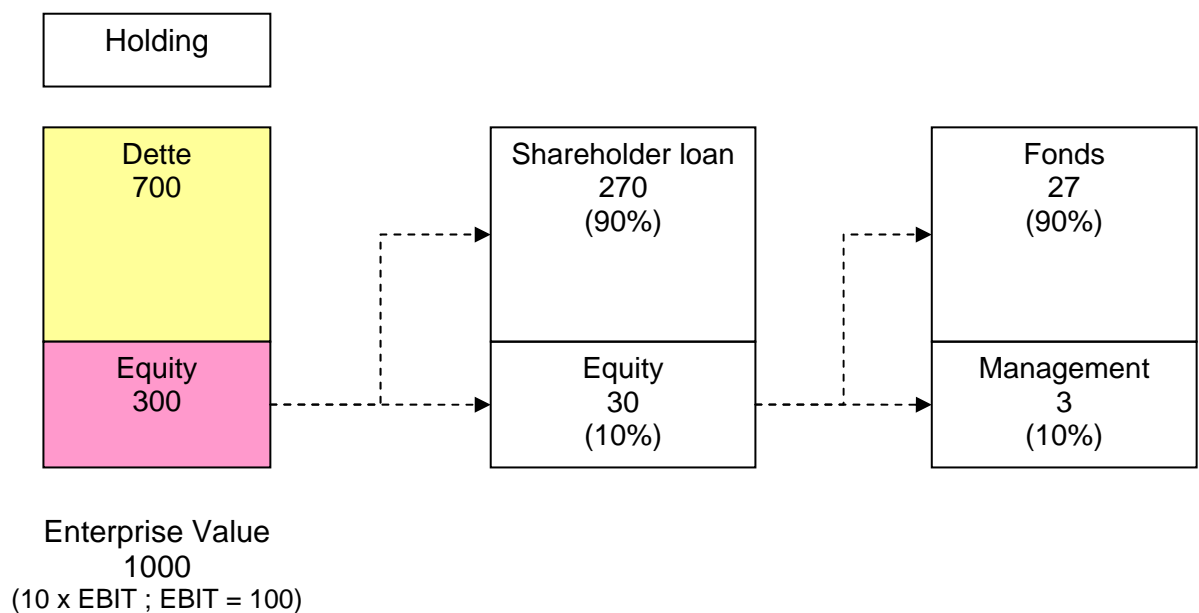 Holding
Dette
700
Equity
300
Shareholder loan
270
(90%)
Equity
30
(10%)
Fonds
27
(90%)
Management
3
(10%)
Enterprise Value
1000
(10 x EBIT ; EBIT = 100)